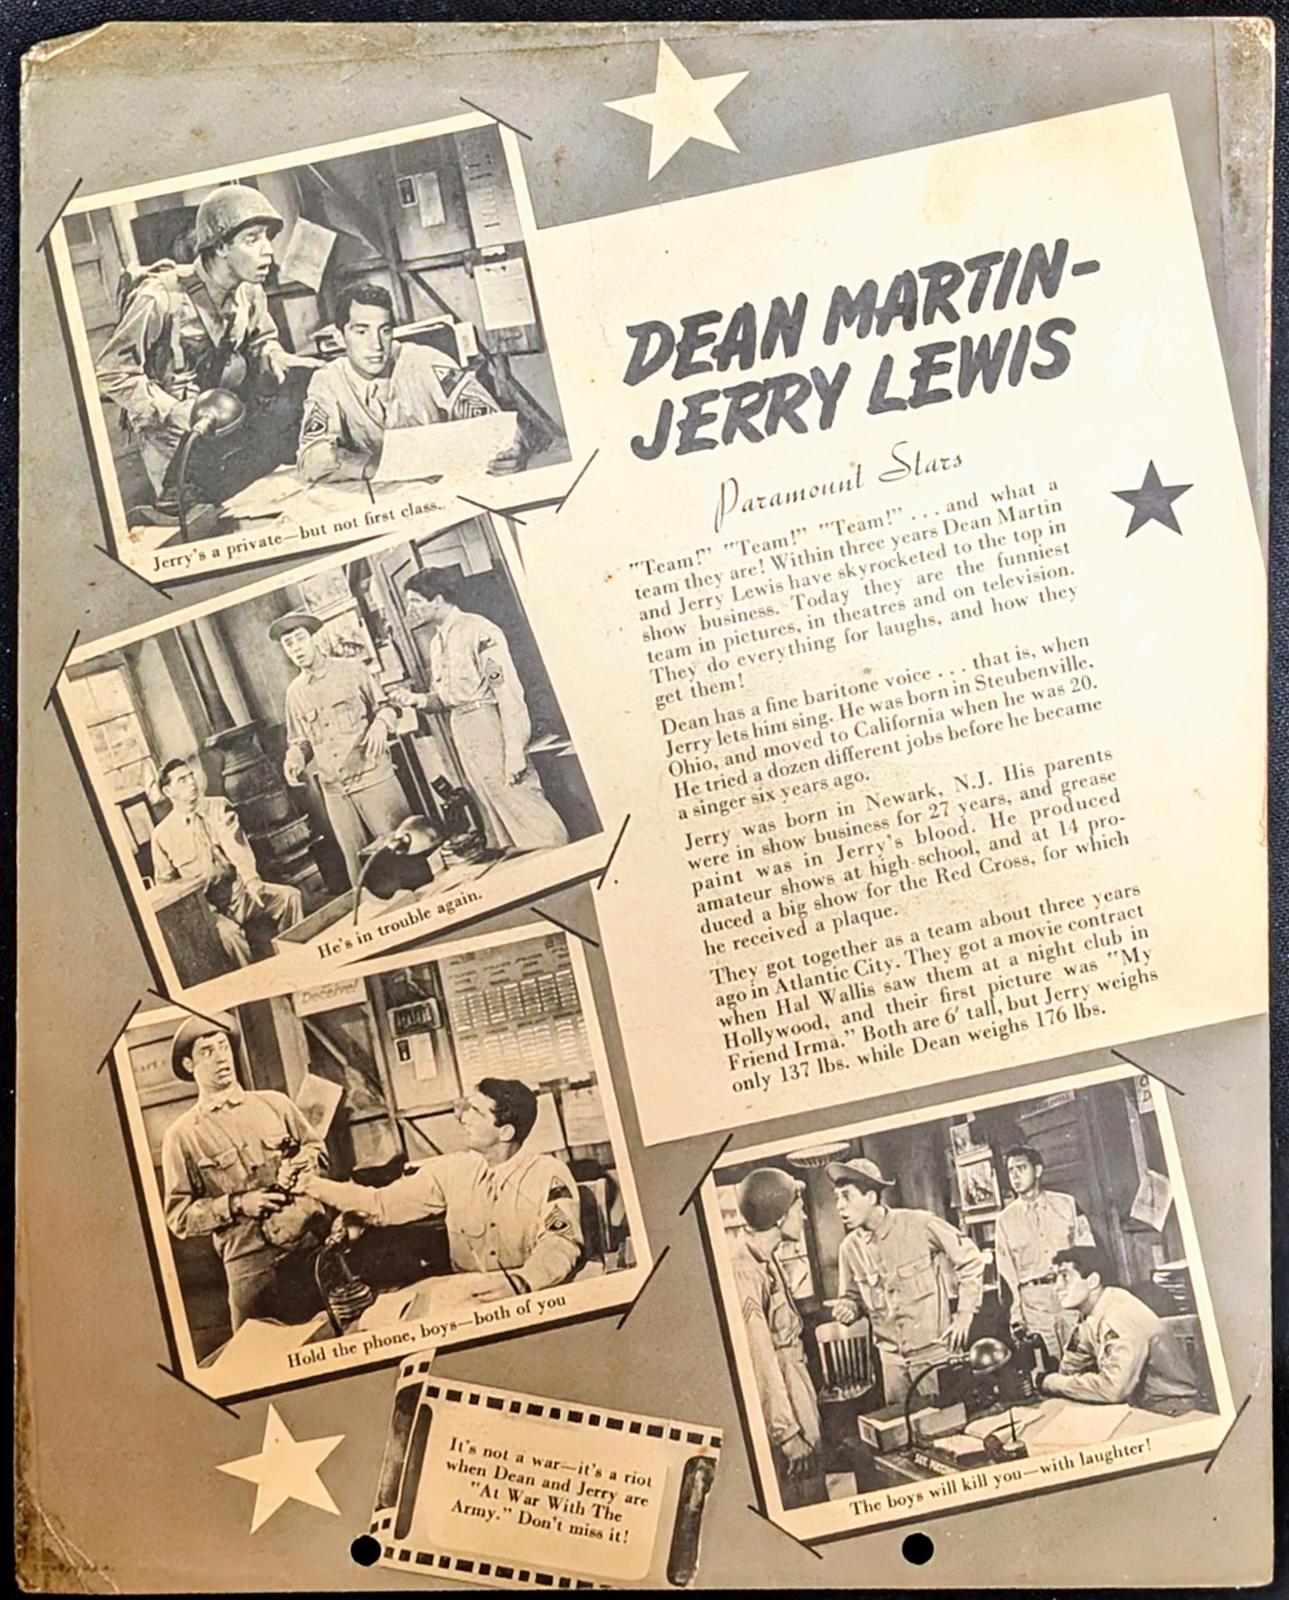 DEAN MARTIN-
JERRY LEWIS
Paramount Stars
"Team!" "Team!" "Team!" . . . and what a
team they are! Within three years Dean Martin
and Jerry Lewis have skyrocketed to the top in
show business. Today they are the funniest
team in pictures, in theatres and on television.
They do everything for laughs, and how they
get them!
Dean has a fine baritone voice . . . that is, when
Jerry lets him sing. He was born in Steubenville,
Ohio, and moved to California when he was 20.
He tried a dozen different jobs before he became
a singer six years ago.
Jerry was born in Newark, N.J. His parents
were in show business for 27 years, and grease
paint was in Jerry's blood. He produced
amateur shows at high school, and at 14 pro-
duced a big show for the Red Cross, for which
he received a plaque.
They got together as a team about three years
ago in Atlantic City. They got a movie contract
when Hal Wallis saw them at a night club in
Hollywood, and their first picture was "My
Friend Irma." Both are 6' tall, but Jerry weighs
only 137 lbs. while Dean weighs 176 lbs.
Jerry's a private—but not first class.
He's in trouble again.
Deceive!
Hold the phone, boys—both of you
The boys will kill you—with laughter!
It's not a war—it's a riot
when Dean and Jerry are
"At War With The
Army." Don't miss it!